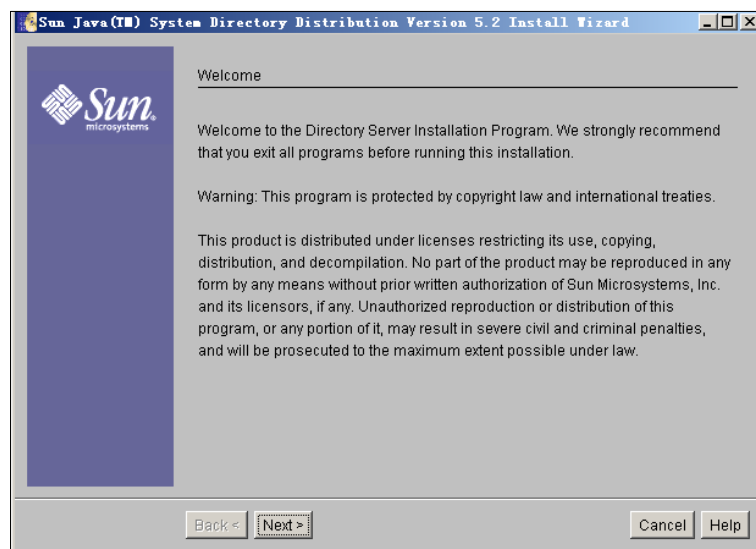 Sun Java(TM) System Directory Distribution Version 5.2 Install Wizard
Sun.
microsystems
Welcome
Welcome to the Directory Server Installation Program. We strongly recommend
that you exit all programs before running this installation.
Warning: This program is protected by copyright law and international treaties.
This product is distributed under licenses restricting its use, copying,
distribution, and decompilation. No part of the product may be reproduced in any
form by any means without prior written authorization of Sun Microsystems, Inc.
and its licensors, if any. Unauthorized reproduction or distribution of this
program, or any portion of it, may result in severe civil and criminal penalties,
and will be prosecuted to the maximum extent possible under law.
Back < Next > Cancel Help